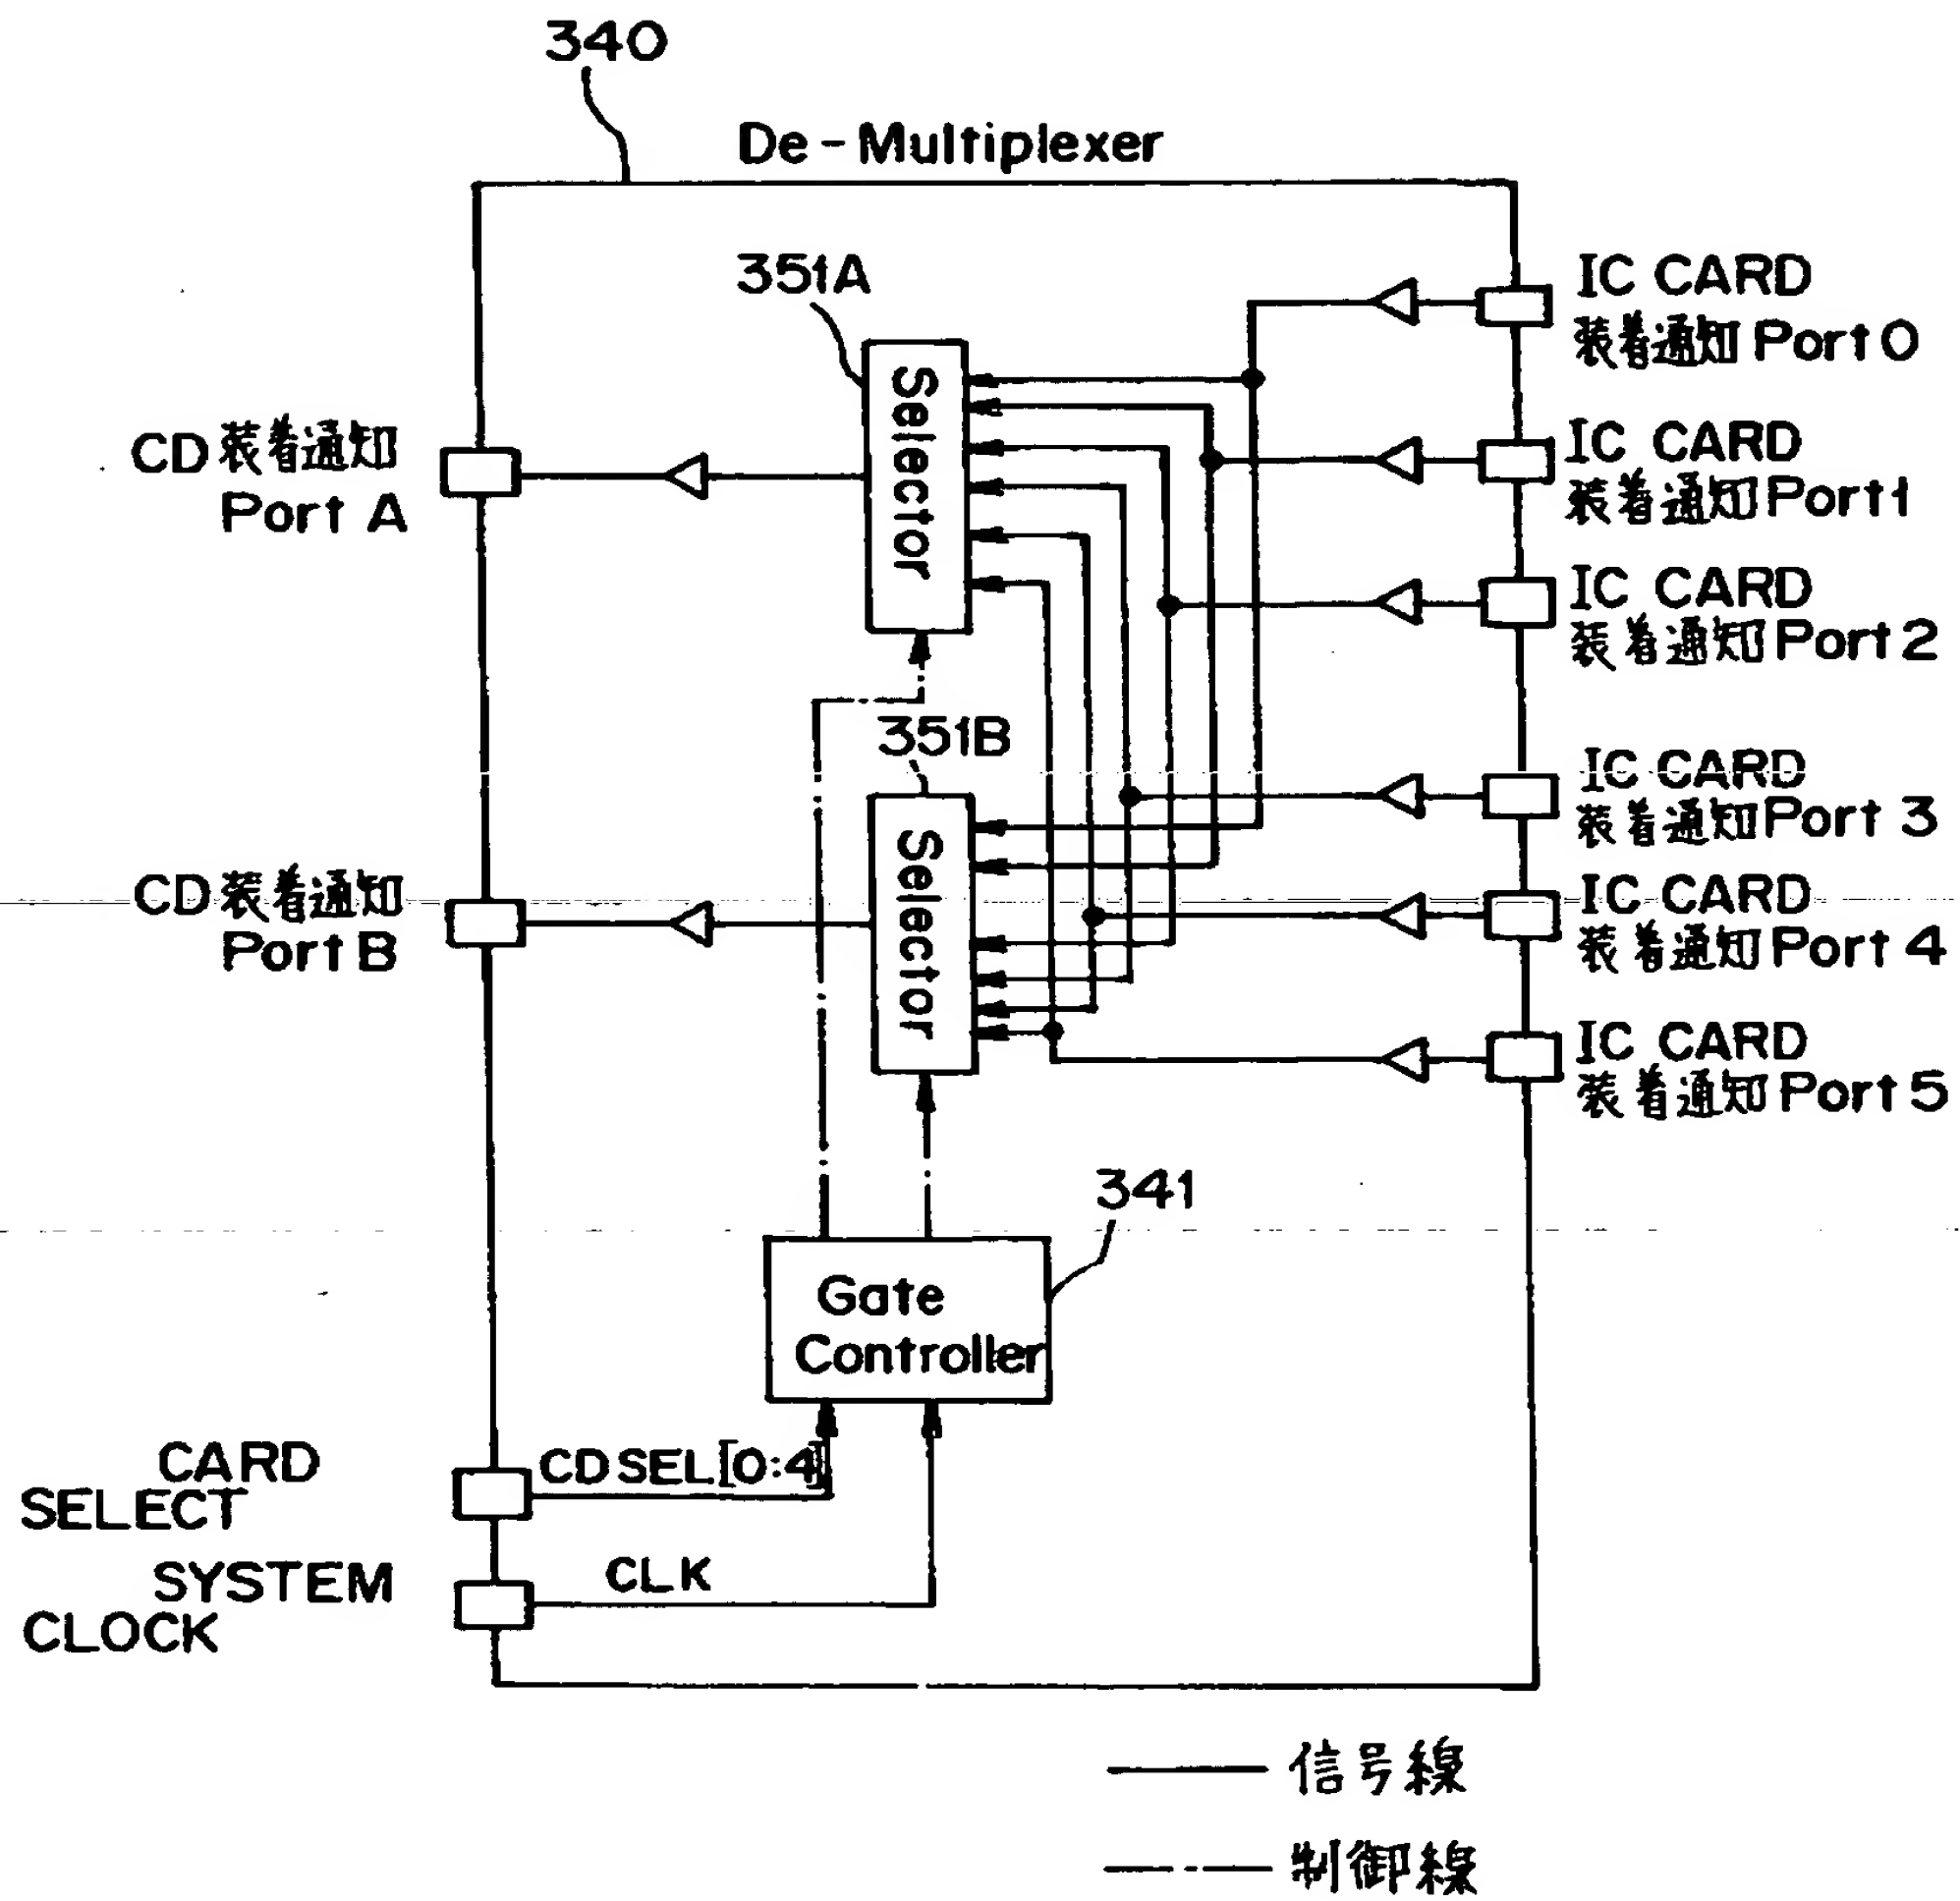 340
De-Multiplexer
351A
Selector
IC CARD
装着通知 Port 0
IC CARD
装着通知 Port 1
CD 装着通知
Port A
IC CARD
装着通知 Port 2
351B
Selector
IC CARD
装着通知 Port 3
CD 装着通知
Port B
IC CARD
装着通知 Port 4
IC CARD
装着通知 Port 5
341
Gate
Controller
CARD
SELECT
CDSEL[0:4]
SYSTEM
CLOCK
CLK
信号線
制御線